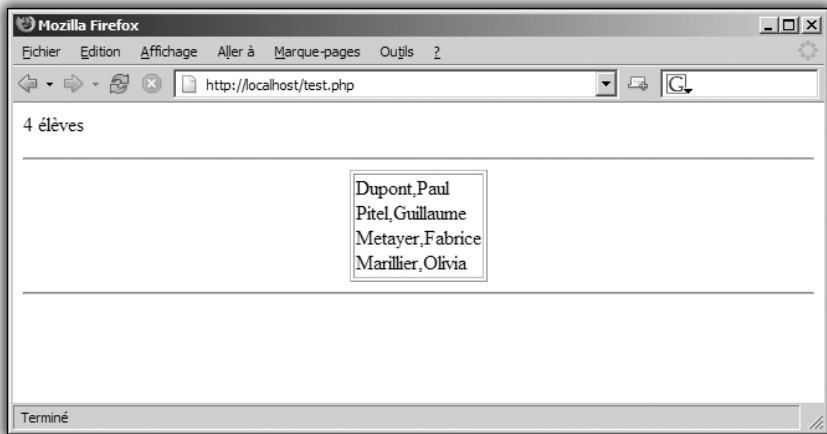 Mozilla Firefox
Fichier Edition Affichage Aller à Marque-pages Outils ?
http://localhost/test.php G
4 élèves
Dupont,Paul
Pitel,Guillaume
Metayer,Fabrice
Marillier,Olivia
Terminé